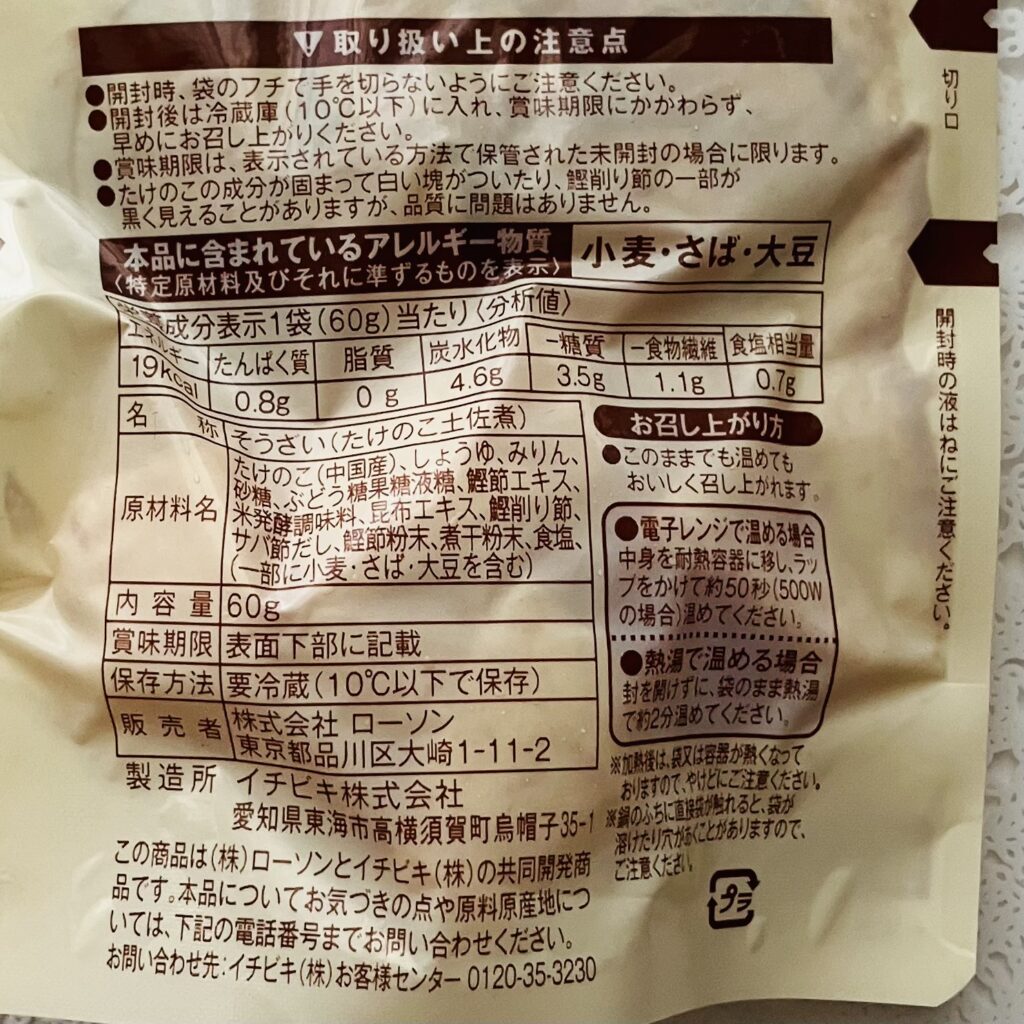 取り扱い上の注意点
●開封時、袋のフチで手を切らないようにご注意ください。
●開封後は冷蔵庫(10℃以下)に入れ、賞味期限にかかわらず、
早めにお召し上がりください。
●賞味期限は、表示されている方法で保管された未開封の場合に限ります。
●たけのこの成分が固まって白い塊がついたり、鰹削り節の一部が
黒く見えることがありますが、品質に問題はありません。
本品に含まれているアレルギー物質
〈特定原材料及びそれに準ずるものを表示〉
小麦・さば・大豆
栄養成分表示1袋(60g)当たり〈分析値〉
エネルギー たんぱく質 脂質 炭水化物 −糖質 −食物繊維 食塩相当量
19kcal 0.8g 0g 4.6g 3.5g 1.1g 0.7g
名称 そうざい(たけのこ土佐煮)
原材料名 たけのこ(中国産)、しょうゆ、みりん、
砂糖、ぶどう糖果糖液糖、鰹節エキス、
米発酵調味料、昆布エキス、鰹削り節、
サバ節だし、鰹節粉末、煮干粉末、食塩、
(一部に小麦・さば・大豆を含む)
内容量 60g
賞味期限 表面下部に記載
保存方法 要冷蔵(10℃以下で保存)
販売者 株式会社 ローソン
東京都品川区大崎1-11-2
製造所 イチビキ株式会社
愛知県東海市高横須賀町烏帽子35-1
この商品は(株)ローソンとイチビキ(株)の共同開発商
品です。本品についてお気づきの点や原料原産地につ
いては、下記の電話番号までお問い合わせください。
お問い合わせ先:イチビキ(株)お客様センター 0120-35-3230
お召し上がり方
●このままでも温めても
おいしく召し上がれます。
●電子レンジで温める場合
中身を耐熱容器に移し、ラッ
プをかけて約50秒(500W
の場合)温めてください。
●熱湯で温める場合
封を開けずに、袋のまま熱湯
で約2分温めてください。
※加熱後は、袋又は容器が熱くなって
おりますので、やけどにご注意ください。
※鍋のふちに直接袋が触れると、袋が
溶けたり穴があくことがありますので、
ご注意ください。
プラ
切り口
開封時の液はねにご注意ください。